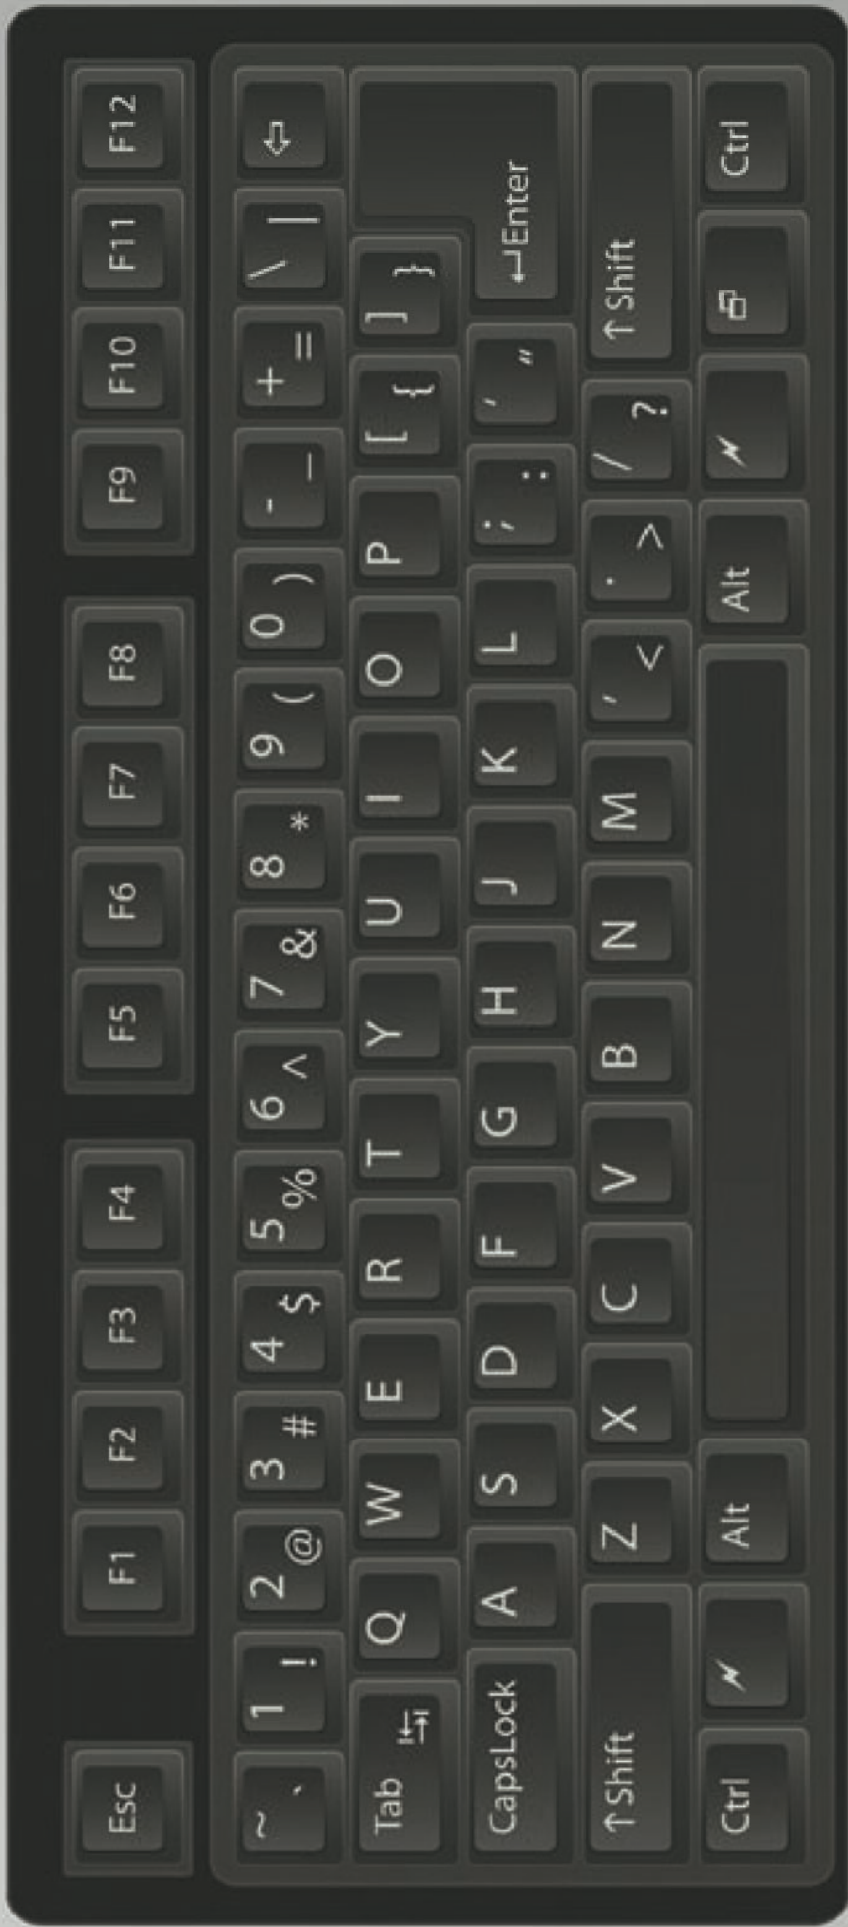 Esc F1 F2 F3 F4 F5 F6 F7 F8 F9 F10 F11 F12
~ ` 1 ! 2 @ 3 # 4 $ 5 % 6 ^ 7 & 8 * 9 ( 0 ) - _ + = \ | ⇦
Tab ↹ Q W E R T Y U I O P [ { ] }
CapsLock A S D F G H J K L ; : ' " ↵Enter
↑Shift Z X C V B N M , < . > / ? ↑Shift
Ctrl Alt Alt Ctrl